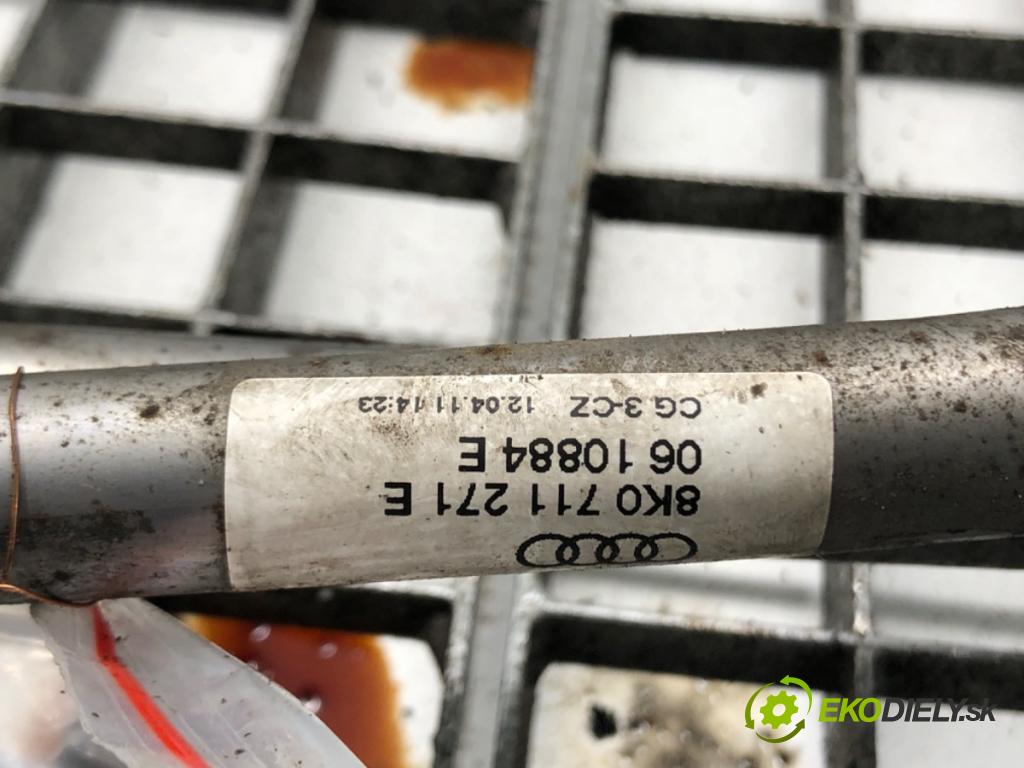 8K0 711 271 E
06 10884 E
CG 3-CZ 12.04.11 14:23
EKODIELY.sk